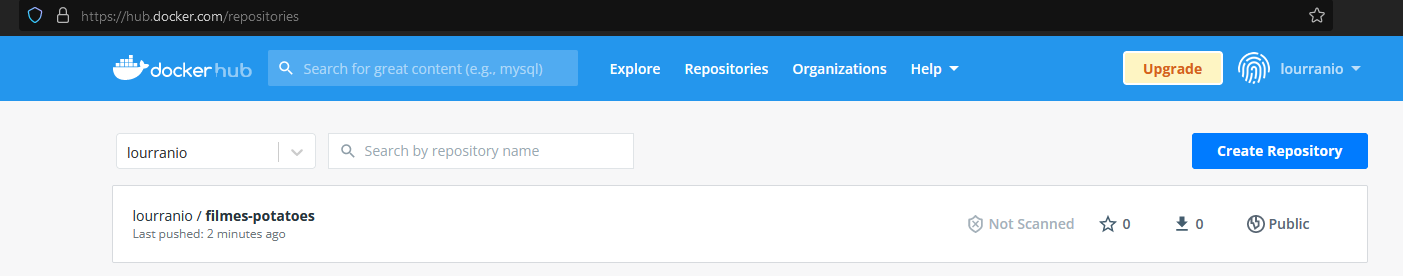 https://hub.docker.com/repositories
docker hub
Search for great content (e.g., mysql)
Explore
Repositories
Organizations
Help
Upgrade
lourranio
lourranio
Search by repository name
Create Repository
lourranio / filmes-potatoes
Last pushed: 2 minutes ago
Not Scanned
0
0
Public